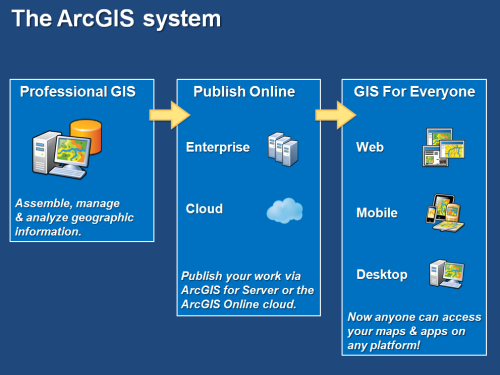 The ArcGIS system
Professional GIS
Assemble, manage
& analyze geographic
information.
Publish Online
Enterprise
Cloud
Publish your work via
ArcGIS for Server or the
ArcGIS Online cloud.
GIS For Everyone
Web
Mobile
Desktop
Now anyone can access
your maps & apps on
any platform!